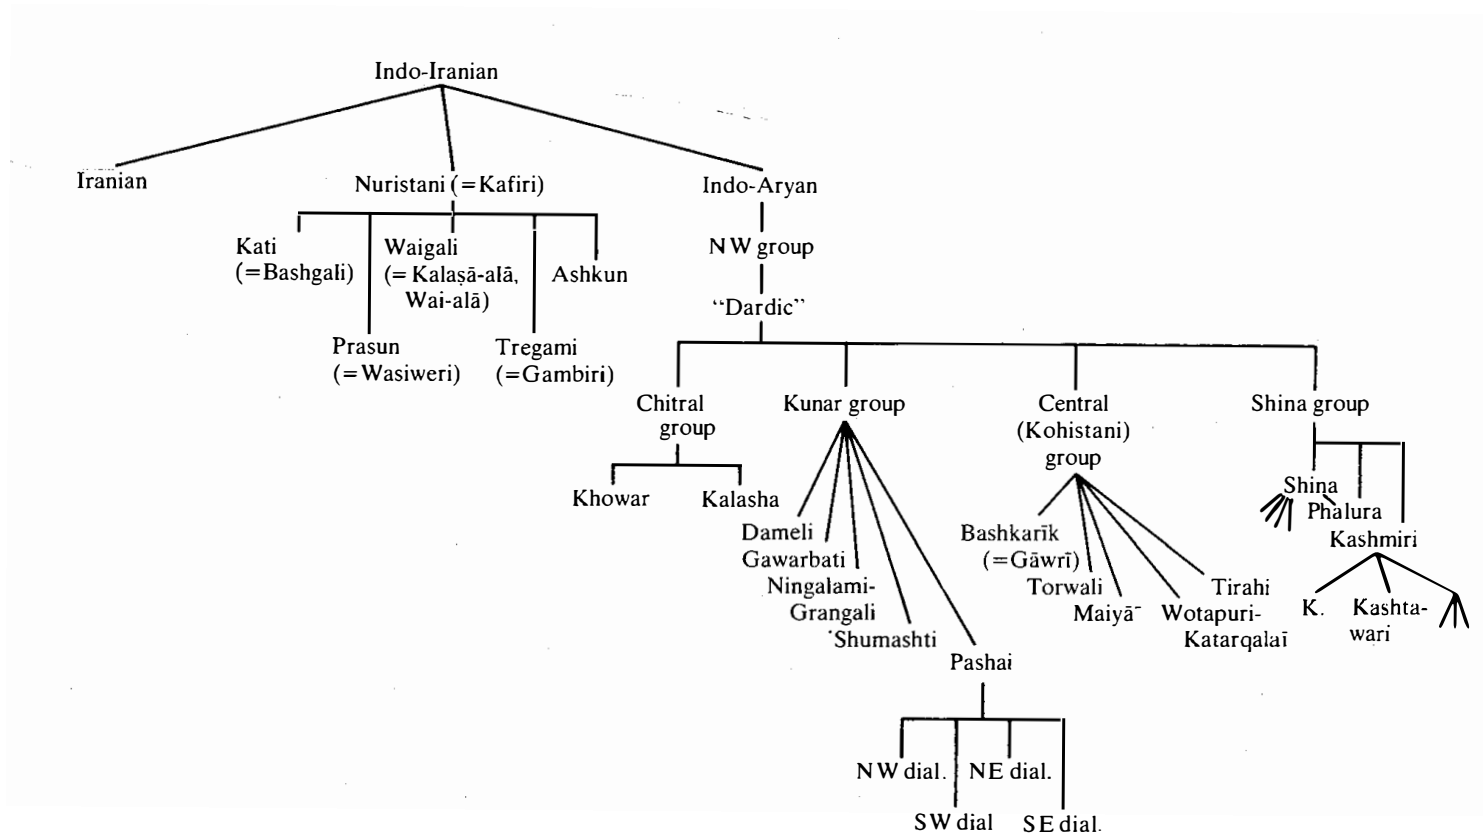 Indo-Iranian
Iranian
Nuristani (=Kafiri)
Indo-Aryan
Kati
(=Bashgali)
Waigali
(=Kalaṣā-alā,
Wai-alā)
Ashkun
Prasun
(=Wasiweri)
Tregami
(=Gambiri)
NW group
“Dardic”
Chitral
group
Kunar group
Central
(Kohistani)
group
Shina group
Khowar
Kalasha
Dameli
Gawarbati
Ningalami-
Grangali
Shumashti
Pashai
Bashkarīk
(=Gāwrī)
Torwali
Maiyā̃
Wotapuri-
Katarqalaī
Tirahi
Shina
Phalura
Kashmiri
K.
Kashta-
wari
NW dial.
NE dial.
SW dial
SE dial.